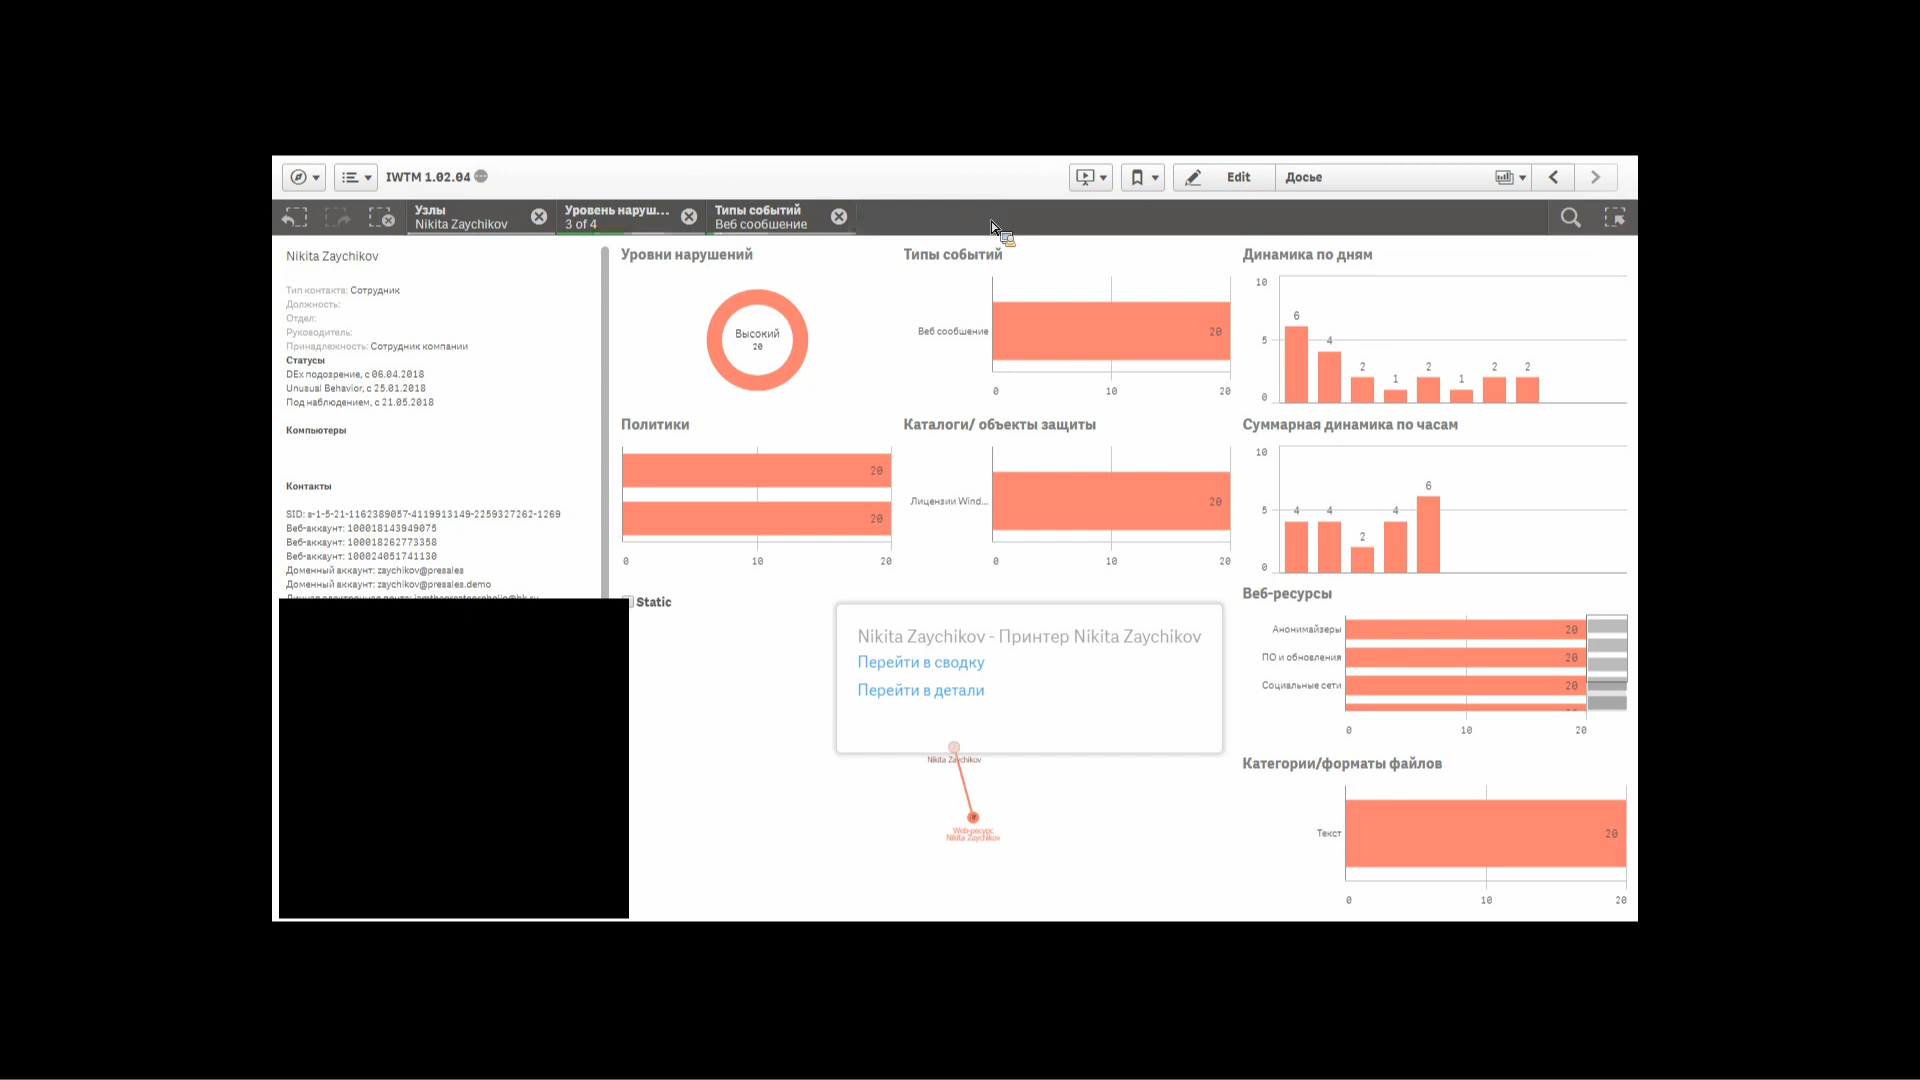 IWTM 1.02.04
Edit
Досье
Узлы
Nikita Zaychikov
Уровень наруш...
3 of 4
Типы событий
Веб сообщение
Nikita Zaychikov
Тип контакта: Сотрудник
Должность:
Отдел:
Руководитель:
Принадлежность: Сотрудник компании
Статусы
DEx подозрение, с 06.04.2018
Unusual Behavior, с 25.01.2018
Под наблюдением, с 21.05.2018
Компьютеры
Контакты
SID: s-1-5-21-1162389057-4119913149-2259327262-1269
Веб-аккаунт: 100018143949075
Веб-аккаунт: 100018262773358
Веб-аккаунт: 100024051741130
Доменный аккаунт: zaychikov@presales
Доменный аккаунт: zaychikov@presales.demo
Уровни нарушений
Высокий
20
Типы событий
Веб сообщение
20
0 10 20
Динамика по дням
10
5
0
6 4 2 1 2 1 2 2
Политики
20
20
0 10 20
Каталоги/ объекты защиты
Лицензии Wind...
20
0 10 20
Суммарная динамика по часам
10
5
0
4 4 2 4 6
Static
Nikita Zaychikov - Принтер Nikita Zaychikov
Перейти в сводку
Перейти в детали
Nikita Zaychikov
Web-ресурс
Nikita Zaychikov
Веб-ресурсы
Анонимайзеры 20
ПО и обновления 20
Социальные сети 20
0 10 20
Категории/форматы файлов
Текст 20
0 10 20